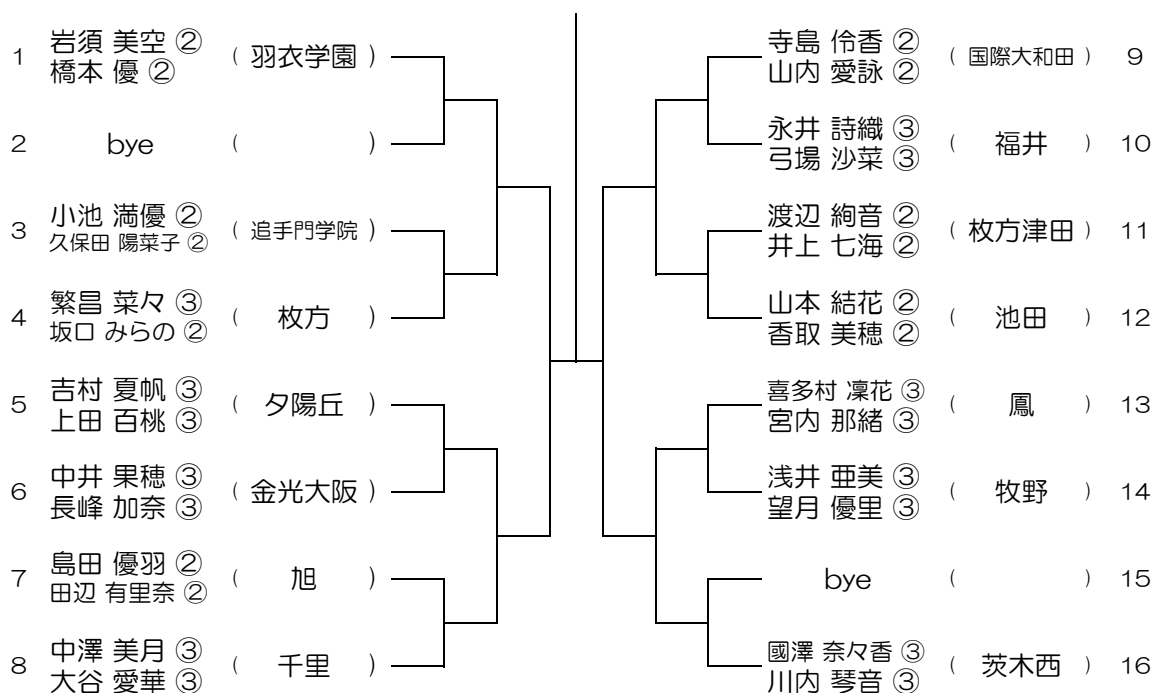 1 岩須 美空 ② 橋本 優 ② ( 羽衣学園 )
2 bye ( )
3 小池 満優 ② 久保田 陽菜子 ② ( 追手門学院 )
4 繁昌 菜々 ③ 坂口 みらの ② ( 枚方 )
5 吉村 夏帆 ③ 上田 百桃 ③ ( 夕陽丘 )
6 中井 果穂 ③ 長峰 加奈 ③ ( 金光大阪 )
7 島田 優羽 ② 田辺 有里奈 ② ( 旭 )
8 中澤 美月 ③ 大谷 愛華 ③ ( 千里 )
寺島 伶香 ② 山内 愛詠 ② ( 国際大和田 ) 9
永井 詩織 ③ 弓場 沙菜 ③ ( 福井 ) 10
渡辺 絢音 ② 井上 七海 ② ( 枚方津田 ) 11
山本 結花 ② 香取 美穂 ② ( 池田 ) 12
喜多村 凜花 ③ 宮内 那緒 ③ ( 鳳 ) 13
浅井 亜美 ③ 望月 優里 ③ ( 牧野 ) 14
bye ( ) 15
國澤 奈々香 ③ 川内 琴音 ③ ( 茨木西 ) 16